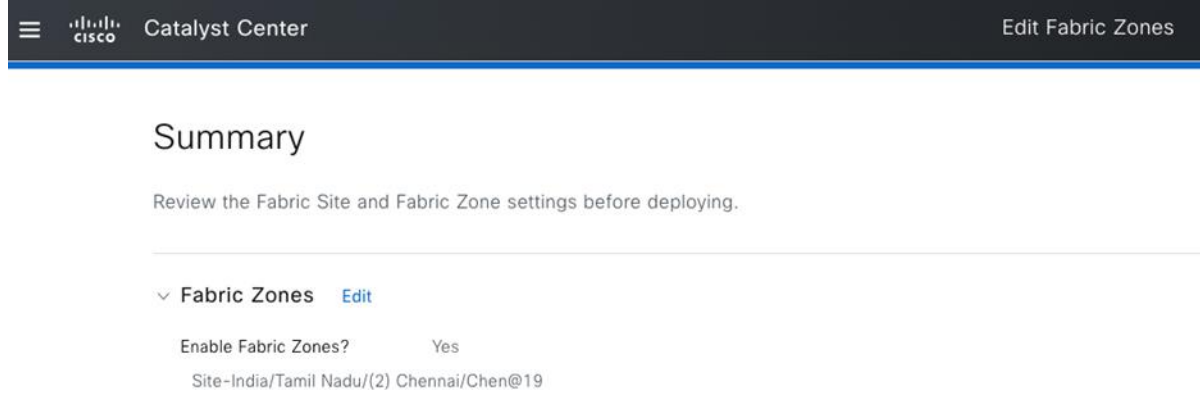 cisco Catalyst Center Edit Fabric Zones
Summary
Review the Fabric Site and Fabric Zone settings before deploying.
Fabric Zones Edit
Enable Fabric Zones? Yes
Site-India/Tamil Nadu/(2) Chennai/Chen@19